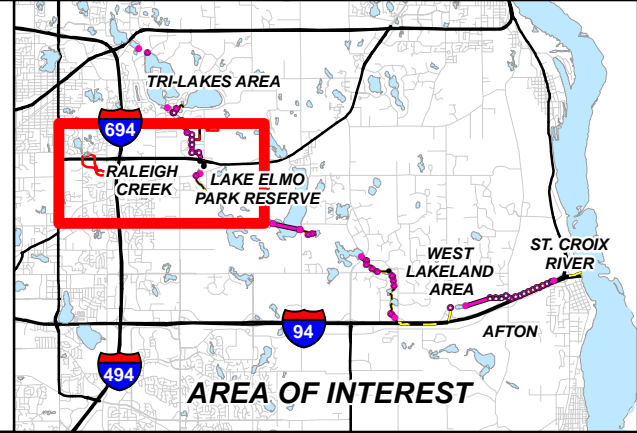 TRI-LAKES AREA
694
RALEIGH
CREEK
LAKE ELMO
PARK RESERVE
WEST
LAKELAND
AREA
ST. CROIX
RIVER
94
AFTON
494
AREA OF INTEREST